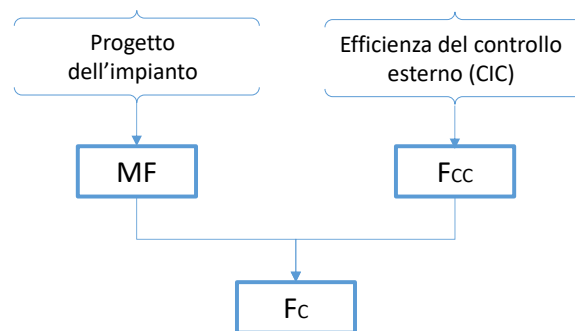 Progetto
dell'impianto
Efficienza del controllo
esterno (CIC)
MF
FCC
FC